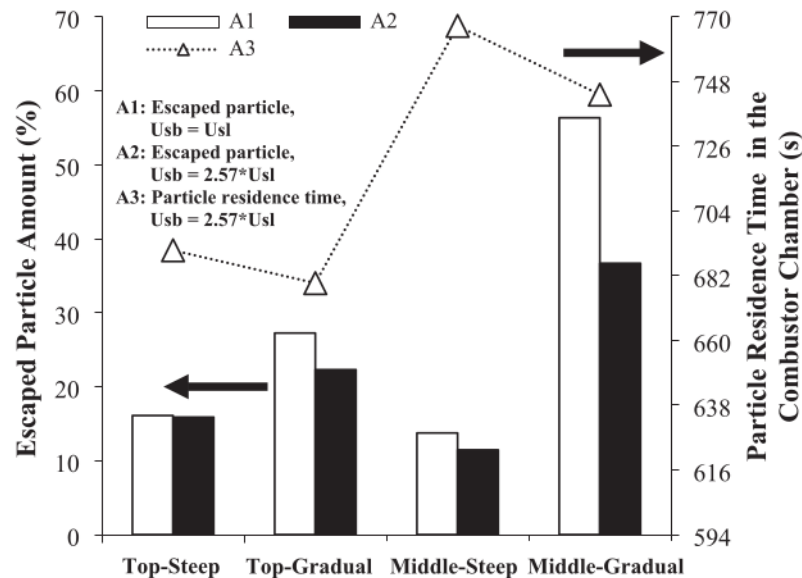 A1
A2
A3
A1: Escaped particle,
Usb = Usl
A2: Escaped particle,
Usb = 2.57*Usl
A3: Particle residence time,
Usb = 2.57*Usl
Escaped Particle Amount (%)
70
60
50
40
30
20
10
0
Top-Steep
Top-Gradual
Middle-Steep
Middle-Gradual
770
748
726
704
682
660
638
616
594
Particle Residence Time in the
Combustor Chamber (s)